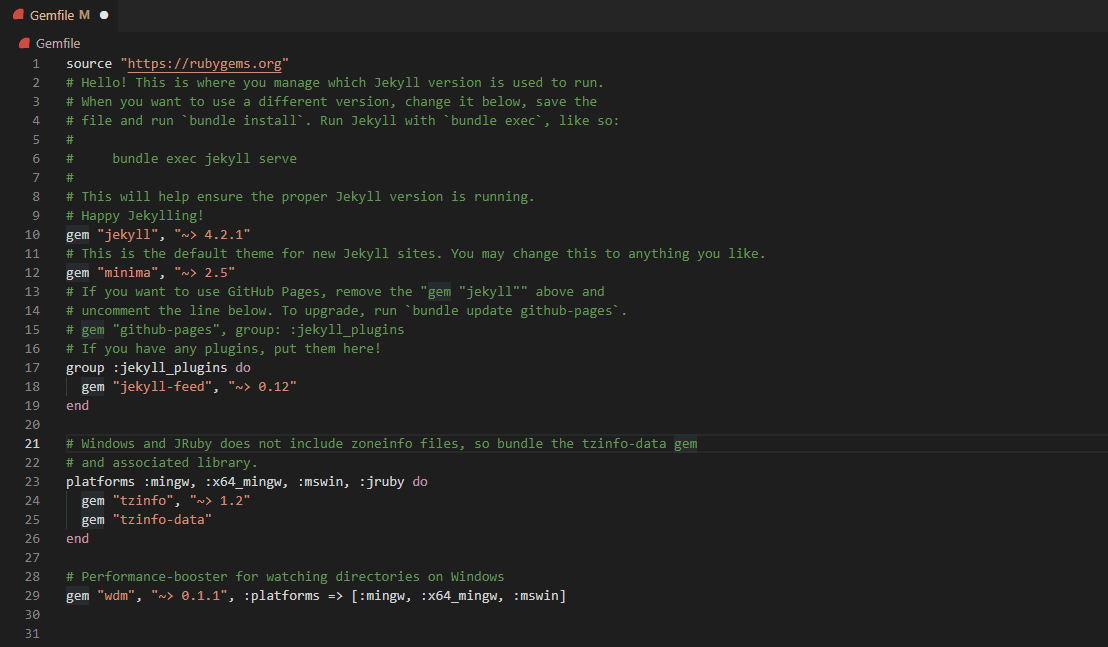 Gemfile M
Gemfile
1 source "https://rubygems.org"
2 # Hello! This is where you manage which Jekyll version is used to run.
3 # When you want to use a different version, change it below, save the
4 # file and run `bundle install`. Run Jekyll with `bundle exec`, like so:
5 #
6 #     bundle exec jekyll serve
7 #
8 # This will help ensure the proper Jekyll version is running.
9 # Happy Jekylling!
10 gem "jekyll", "~> 4.2.1"
11 # This is the default theme for new Jekyll sites. You may change this to anything you like.
12 gem "minima", "~> 2.5"
13 # If you want to use GitHub Pages, remove the "gem "jekyll"" above and
14 # uncomment the line below. To upgrade, run `bundle update github-pages`.
15 # gem "github-pages", group: :jekyll_plugins
16 # If you have any plugins, put them here!
17 group :jekyll_plugins do
18   gem "jekyll-feed", "~> 0.12"
19 end
20
21 # Windows and JRuby does not include zoneinfo files, so bundle the tzinfo-data gem
22 # and associated library.
23 platforms :mingw, :x64_mingw, :mswin, :jruby do
24   gem "tzinfo", "~> 1.2"
25   gem "tzinfo-data"
26 end
27
28 # Performance-booster for watching directories on Windows
29 gem "wdm", "~> 0.1.1", :platforms => [:mingw, :x64_mingw, :mswin]
30
31